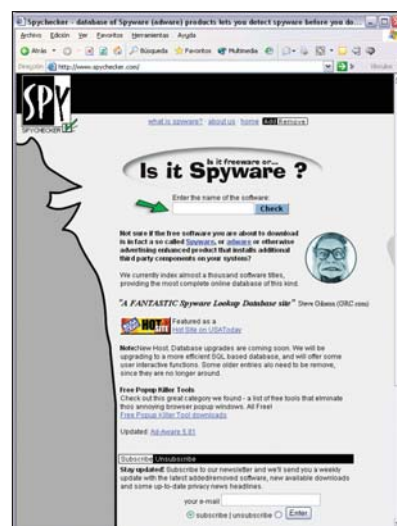 Spychecker - database of Spyware (adware) products lets you detect spyware before you do...
Archivo Edición Ver Favoritos Herramientas Ayuda
Atrás Búsqueda Favoritos Multimedia
Dirección http://www.spychecker.com/ Ir Vínculos
SPY
SPYCHECKER
what is spyware? about us home Add Remove
Is it freeware or...
Is it Spyware ?
Enter the name of the software:
Check
Not sure if the free software you are about to download
is in fact a so called Spyware, or adware or otherwise
advertising enhanced product that installs additional
third party components on your system?
We currently index almost a thousand software titles,
providing the most complete online database of this kind.
"A FANTASTIC Spyware Lookup Database site" Steve Gibson (GRC.com)
HOT SITE
Featured as a
Hot Site on USAToday
Note:New Host. Database upgrades are coming soon. We will be
upgrading to a more efficient SQL based database, and will offer some
user interactive functions. Some older entries also need to be removed,
since they are no longer around.
Free Popup Killer Tools
Check out this great category we found - a list of free tools that eliminate
thos annoying browser popup windows. All Free!
Free Popup Killer Tool downloads
Updated: Ad-Aware 5.81
Subscribe Unsubscribe
Stay updated! Subscribe to our newsletter and we'll send you a weekly
update with the latest added/removed software, new available downloads
and some up-to-date privacy news headlines.
your e-mail
subscribe | unsubscribe Enter